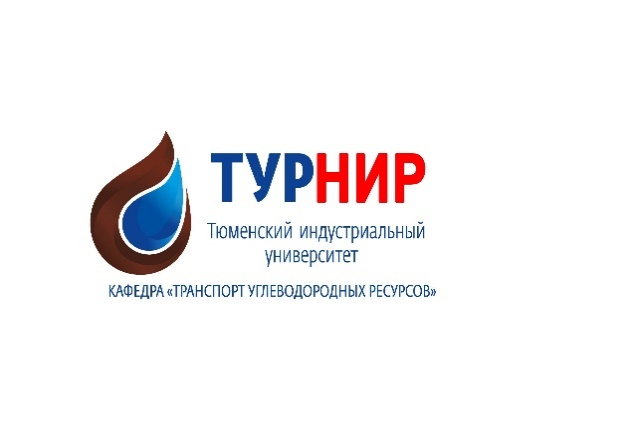 ТУРНИР
Тюменский индустриальный
университет
КАФЕДРА «ТРАНСПОРТ УГЛЕВОДОРОДНЫХ РЕСУРСОВ»